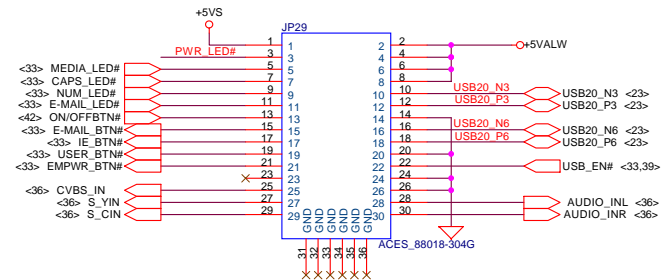 +5VS
JP29
1 1 2 2 +5VALW
PWR_LED# 3 3 4 4
<33> MEDIA_LED# 5 5 6 6
<33> CAPS_LED# 7 7 8 8
<33> NUM_LED# 9 9 10 10 USB20_N3 USB20_N3 <23>
<33> E-MAIL_LED# 11 11 12 12 USB20_P3 USB20_P3 <23>
<42> ON/OFFBTN# 13 13 14 14
<33> E-MAIL_BTN# 15 15 16 16 USB20_N6 USB20_N6 <23>
<33> IE_BTN# 17 17 18 18 USB20_P6 USB20_P6 <23>
<33> USER_BTN# 19 19 20 20
<33> EMPWR_BTN# 21 21 22 22 USB_EN# <33,39>
23 23 24 24
<36> CVBS_IN 25 25 26 26
<36> S_YIN 27 27 28 28 AUDIO_INL <36>
<36> S_CIN 29 29 30 30 AUDIO_INR <36>
GND GND GND GND GND GND
31 32 33 34 35 36
ACES_88018-304G